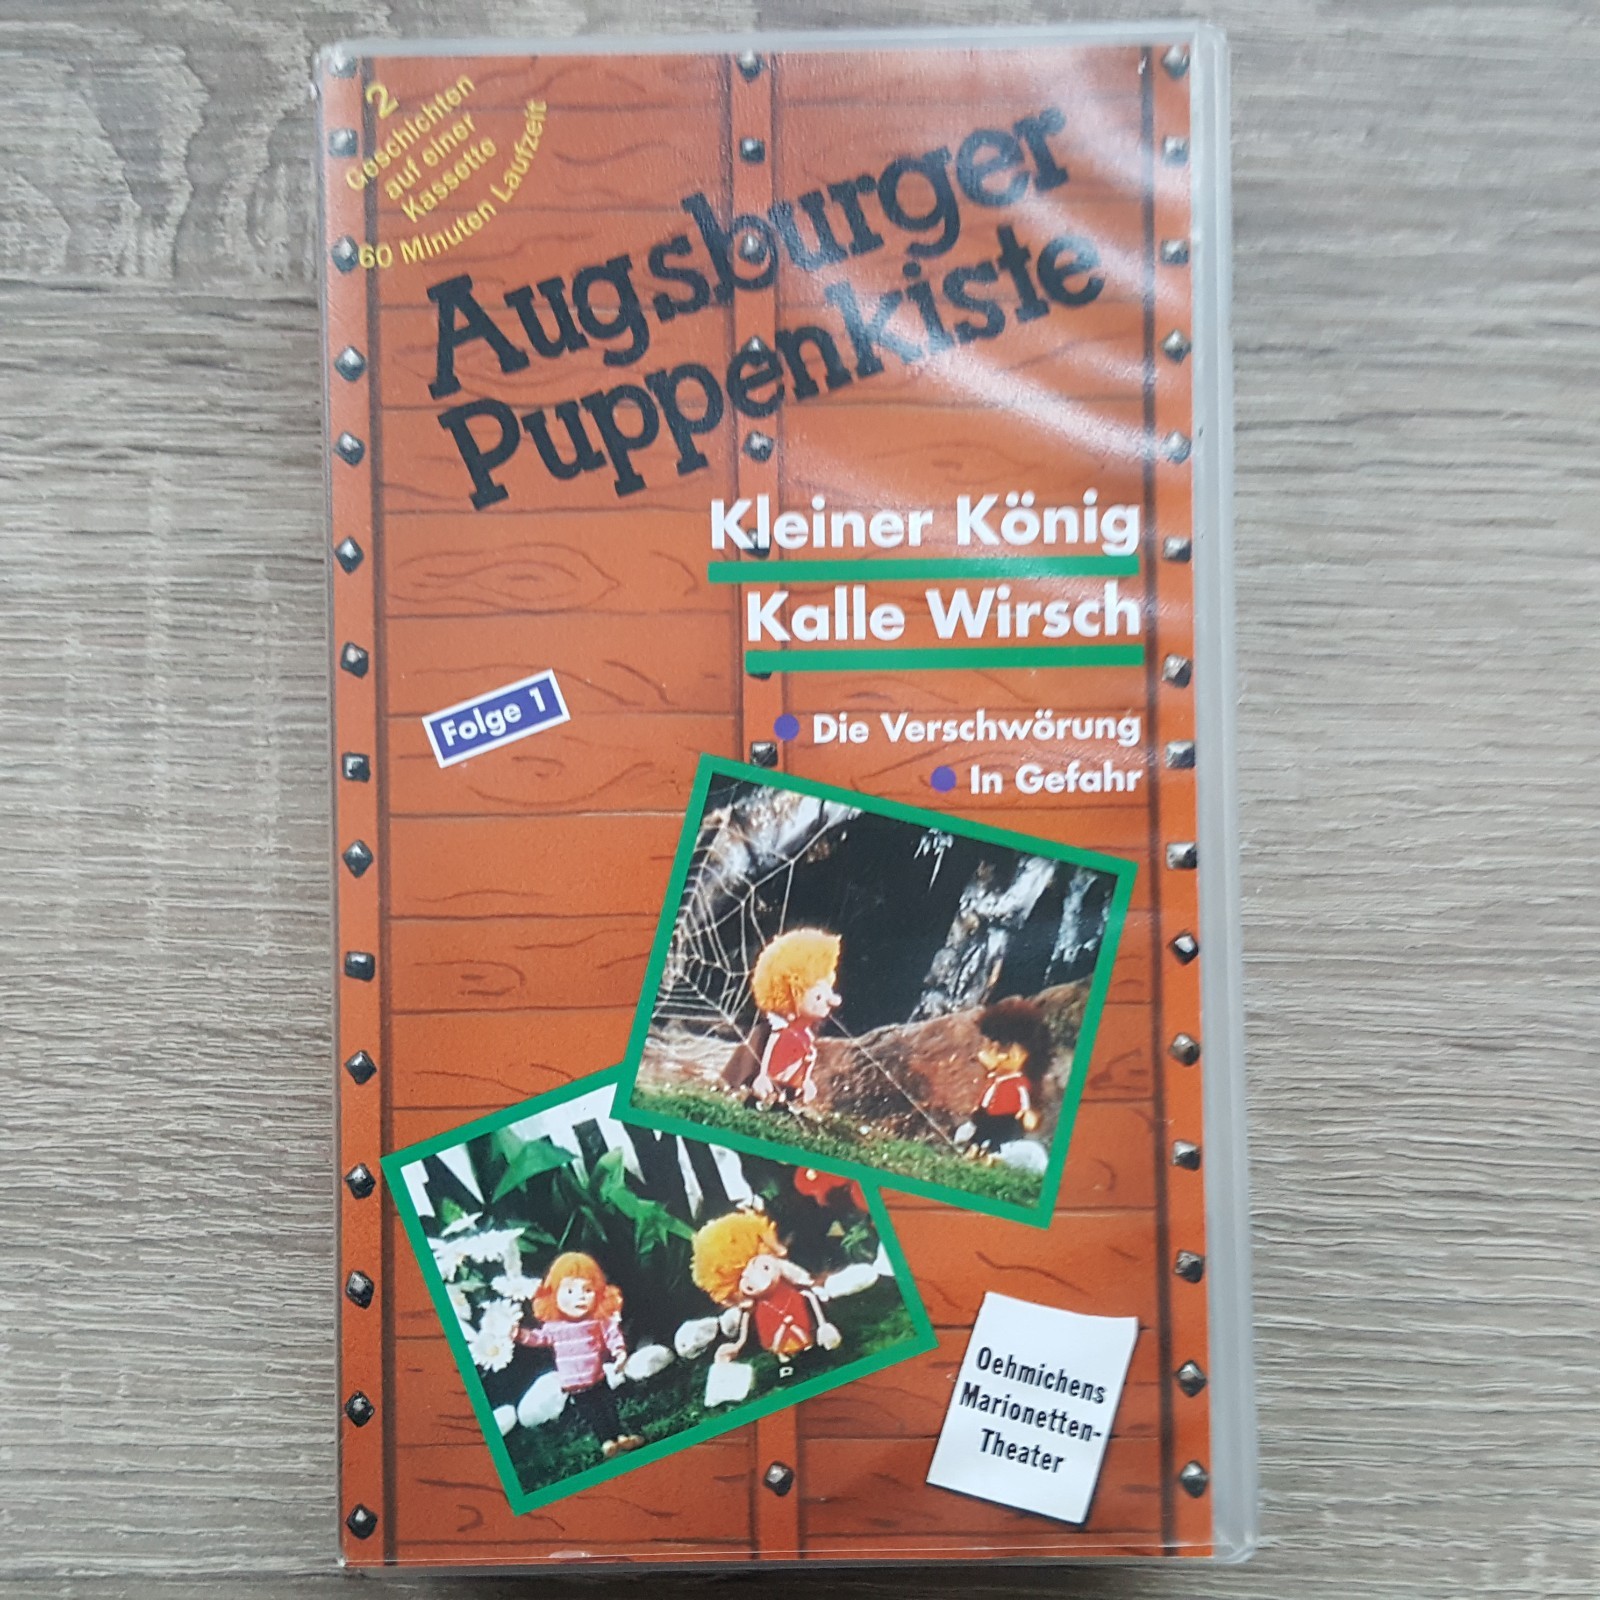 2
Geschichten
auf einer
Kassette
60 Minuten Laufzeit
Augsburger
Puppenkiste
Kleiner König
Kalle Wirsch
Folge 1
Die Verschwörung
In Gefahr
Oehmichens
Marionetten-
Theater